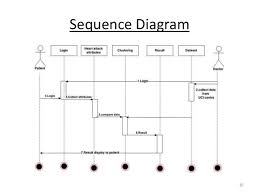 Sequence Diagram
Login
Heart attack
attributes
Clustering
Result
Dataset
Patient
Doctor
1.Login
2.collect data
from
UCI centre
3.Login
4.collect attributes
5.compare data
6.Result
7.Result display to patient